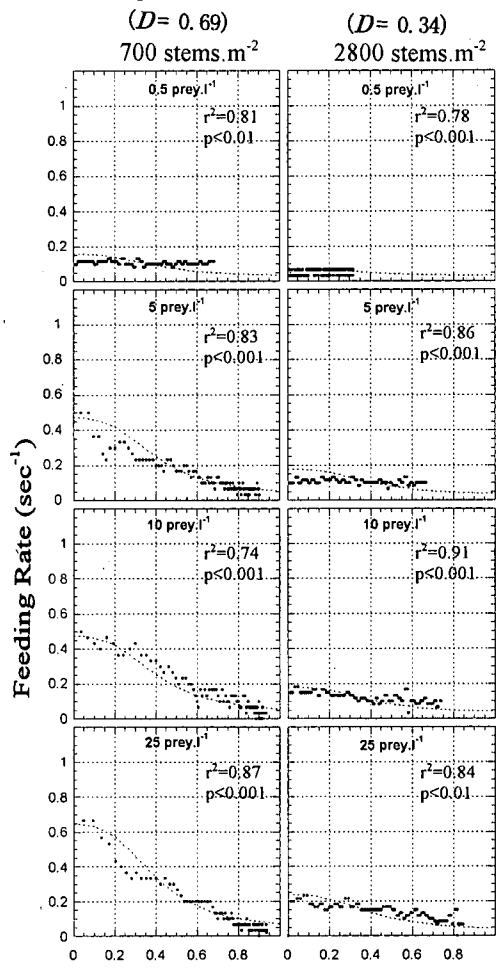 (D= 0.69) (D= 0.34)
700 stems.m⁻² 2800 stems.m⁻²
0.5 prey.l⁻¹ 0.5 prey.l⁻¹
r²=0.81 r²=0.78
p<0.01 p<0.001
1
0.8
0.6
0.4
0.2
0
5 prey.l⁻¹ 5 prey.l⁻¹
r²=0.83 r²=0.86
p<0.001 p<0.001
1
0.8
0.6
0.4
0.2
0
10 prey.l⁻¹ 10 prey.l⁻¹
r²=0.74 r²=0.91
p<0.001 p<0.001
1
0.8
0.6
0.4
0.2
0
25 prey.l⁻¹ 25 prey.l⁻¹
r²=0.87 r²=0.84
p<0.001 p<0.01
1
0.8
0.6
0.4
0.2
0
0 0.2 0.4 0.6 0.8 0 0.2 0.4 0.6 0.8
Feeding Rate (sec⁻¹)